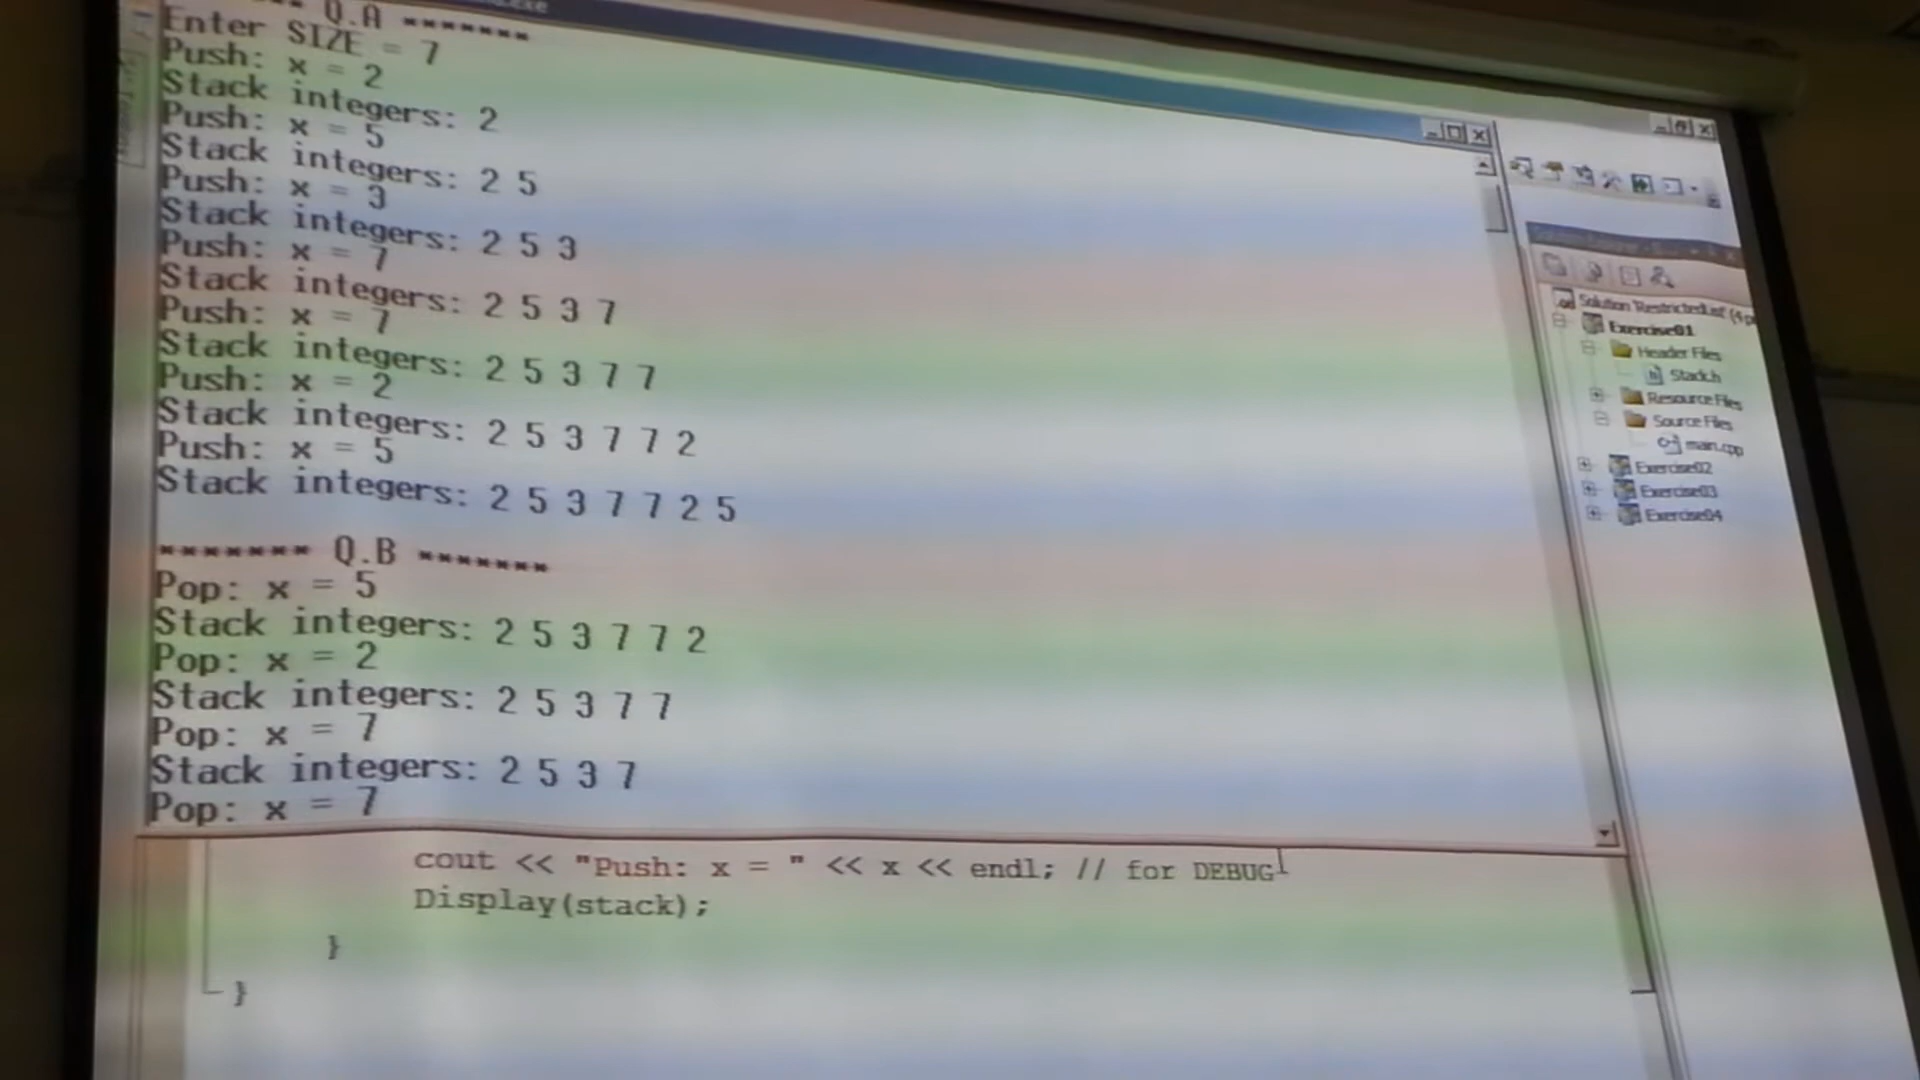 Q.A *******
Enter SIZE = 7
Push: x = 2
Stack integers: 2
Push: x = 5
Stack integers: 2 5
Push: x = 3
Stack integers: 2 5 3
Push: x = 7
Stack integers: 2 5 3 7
Push: x = 7
Stack integers: 2 5 3 7 7
Push: x = 2
Stack integers: 2 5 3 7 7 2
Push: x = 5
Stack integers: 2 5 3 7 7 2 5
******* Q.B *******
Pop: x = 5
Stack integers: 2 5 3 7 7 2
Pop: x = 2
Stack integers: 2 5 3 7 7
Pop: x = 7
Stack integers: 2 5 3 7
Pop: x = 7
cout << "Push: x = " << x << endl; // for DEBUG
Display(stack);
}
}
Solution 'RestrictedList' (4
Exercise01
Header Files
Stack.h
Resource Files
Source Files
main.cpp
Exercise02
Exercise03
Exercise04